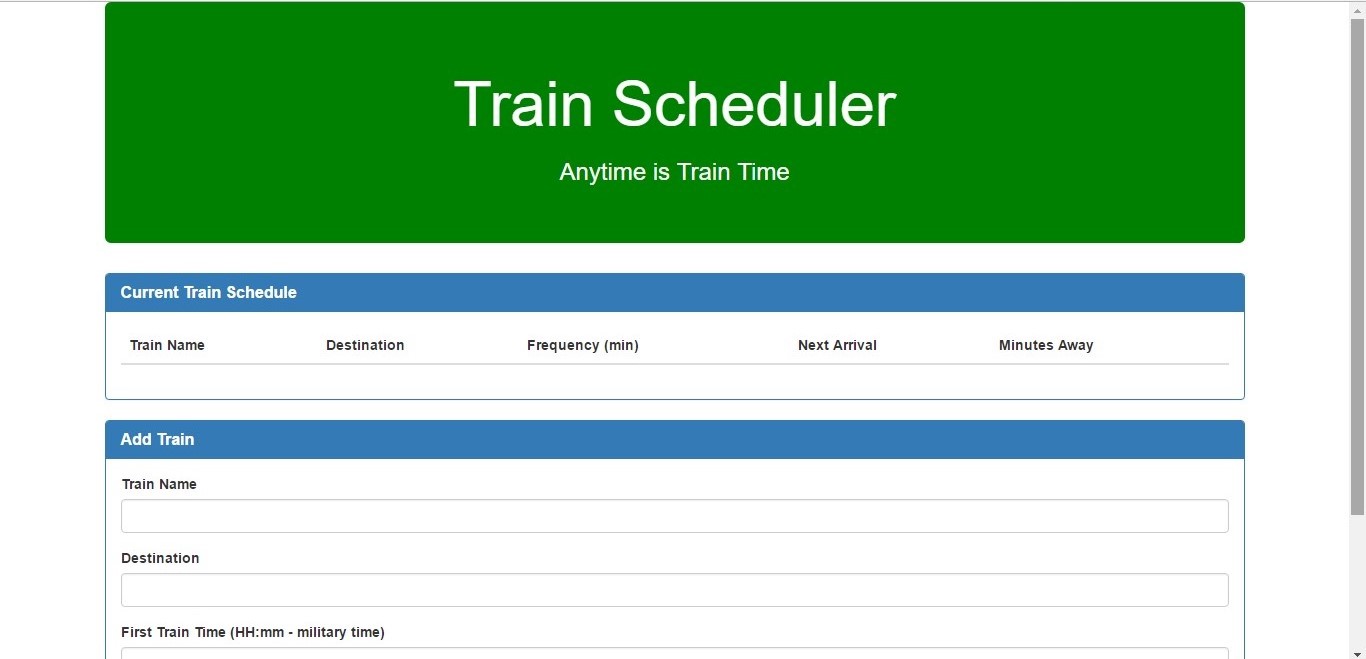 Train Scheduler
Anytime is Train Time
Current Train Schedule
Train Name Destination Frequency (min) Next Arrival Minutes Away
Add Train
Train Name
Destination
First Train Time (HH:mm - military time)